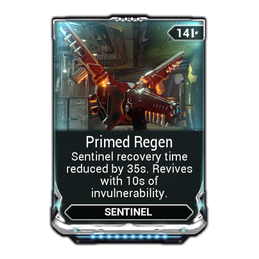 14
Primed Regen
Sentinel recovery time
reduced by 35s. Revives
with 10s of
invulnerability.
SENTINEL